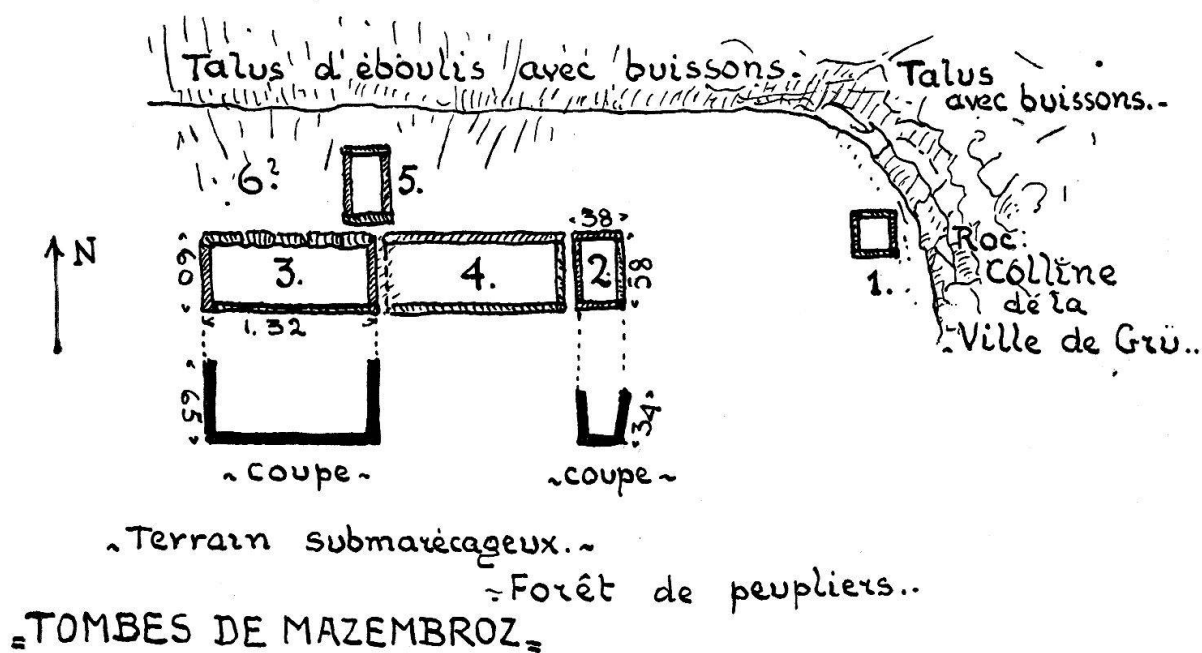 Talus d'éboulis avec buissons.
Talus
avec buissons.-
6?
5.
38
N
60
3.
4.
2.
58
1.
Roc:
Colline
de la
Ville de Grü..
1.32
65
34
~ coupe ~
~ coupe ~
~ Terrain submarécageux. ~
~ Forêt de peupliers..
= TOMBES DE MAZEMBROZ =